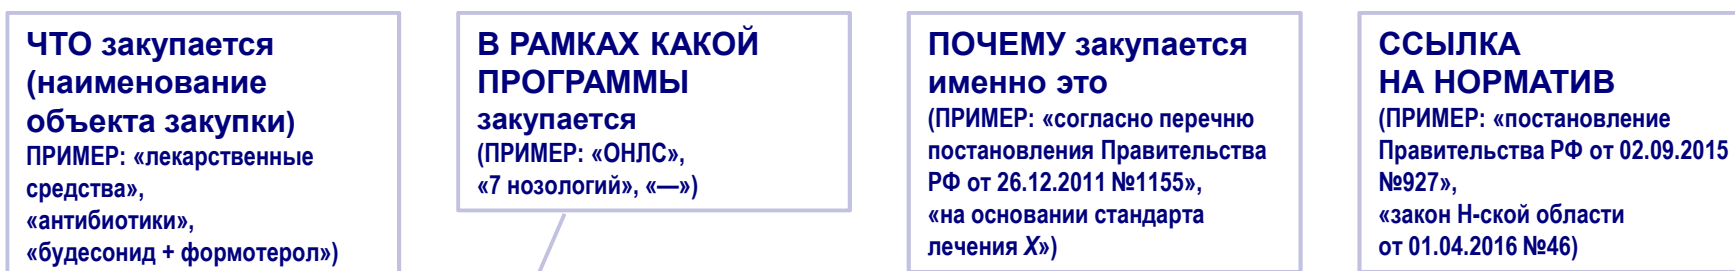 ЧТО закупается
(наименование
объекта закупки)
ПРИМЕР: «лекарственные
средства»,
«антибиотики»,
«будесонид + формотерол»)
В РАМКАХ КАКОЙ
ПРОГРАММЫ
закупается
(ПРИМЕР: «ОНЛС»,
«7 нозологий», «—»)
ПОЧЕМУ закупается
именно это
(ПРИМЕР: «согласно перечню
постановления Правительства
РФ от 26.12.2011 №1155»,
«на основании стандарта
лечения X»)
ССЫЛКА
НА НОРМАТИВ
(ПРИМЕР: «постановление
Правительства РФ от 02.09.2015
№927»,
«закон Н-ской области
от 01.04.2016 №46)